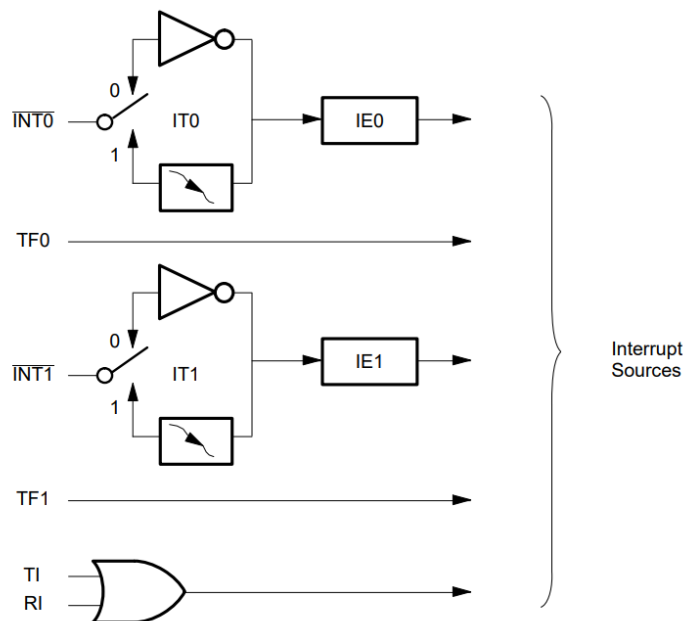 0
INT0
IT0
IE0
1
TF0
0
INT1
IT1
IE1
1
Interrupt
Sources
TF1
TI
RI